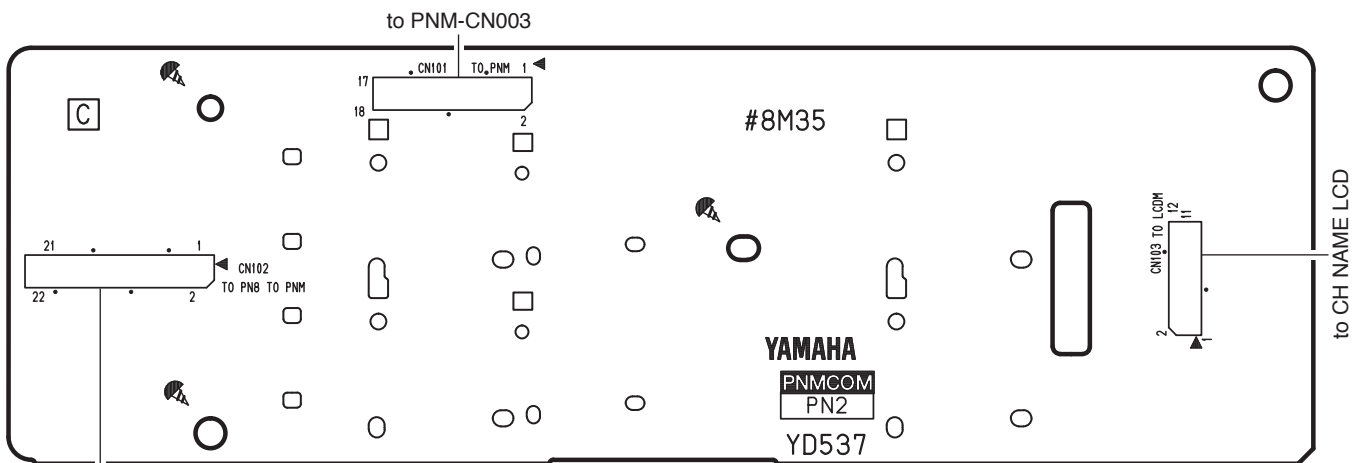 to PNM-CN003
CN101 TO PNM 1
17
18
2
C
#8M35
21 1
CN102
22 2
TO PN8 TO PNM
CN103 TO LCDM
12
11
2
1
to CH NAME LCD
YAMAHA
PNMCOM
PN2
YD537